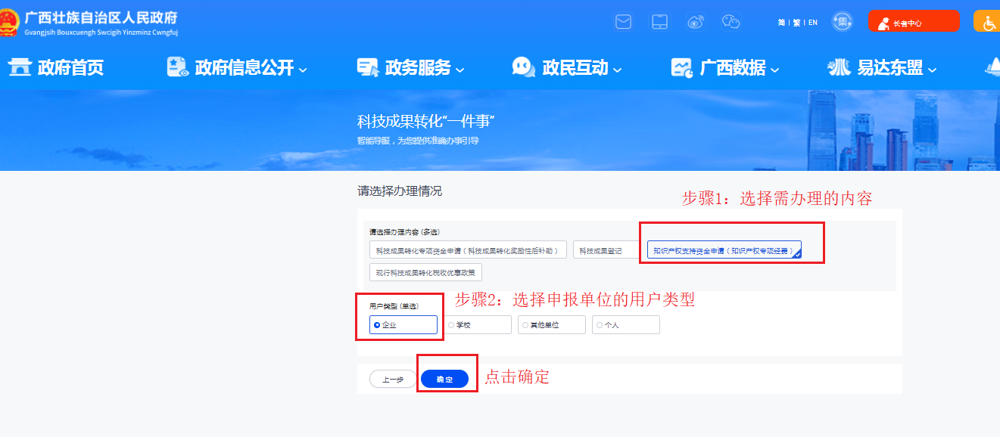 广西壮族自治区人民政府
Gvangjsih Bouxcuengh Swcigih Yinzminz Cwngfuj
简 | 繁 | EN
集
长者中心
政府首页 政府信息公开 政务服务 政民互动 广西数据 易达东盟
科技成果转化“一件事”
智能导服，为您提供准确办事引导
请选择办理情况
步骤1：选择需办理的内容
请选择办理内容 (多选)
科技成果转化专项资金申请（科技成果转化奖励性后补助） 科技成果登记 知识产权支持资金申请（知识产权专项经费）
现行科技成果转化税收优惠政策
步骤2：选择申报单位的用户类型
用户类型 (单选)
企业 学校 其他单位 个人
上一步 确定 点击确定